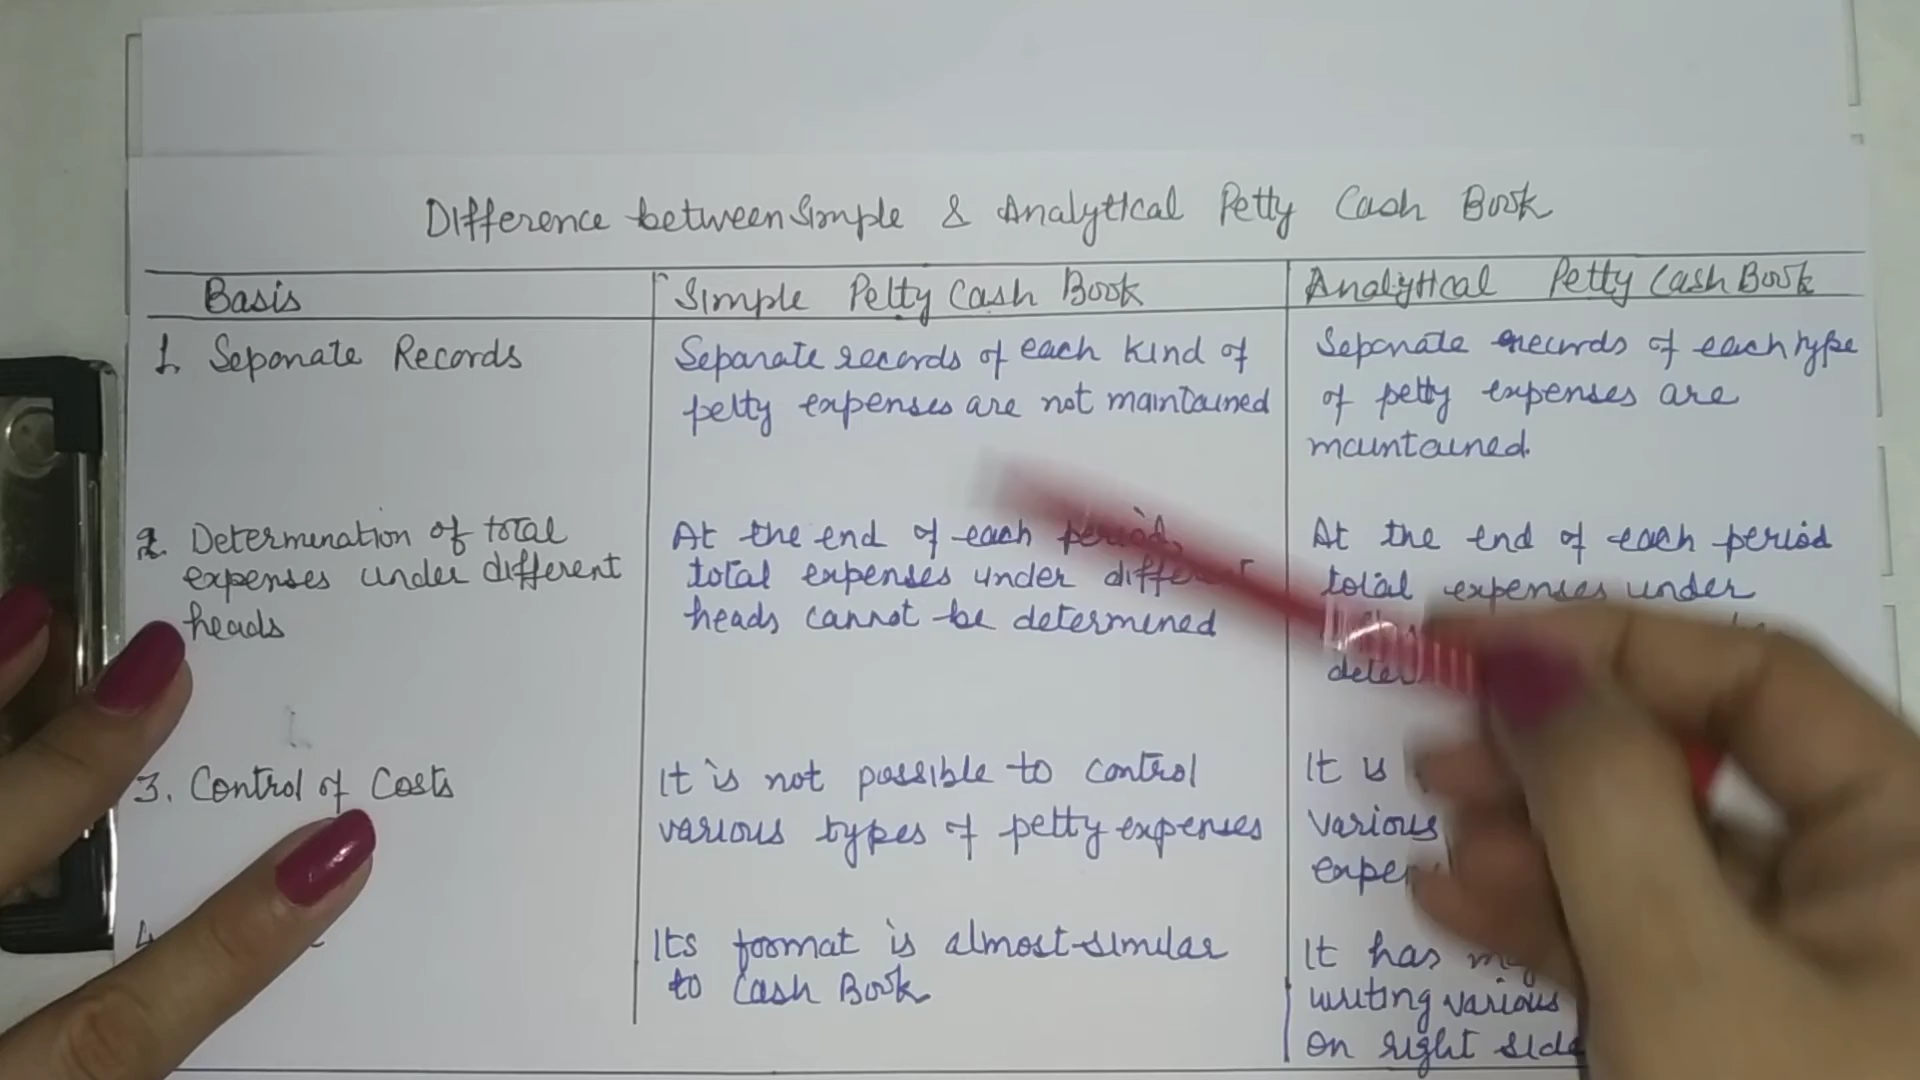 Difference between Simple & Analytical Petty Cash Book
Basis
Simple Petty Cash Book
Analytical Petty Cash Book
1. Separate Records
Separate records of each kind of
petty expenses are not maintained
Separate records of each type
of petty expenses are
maintained.
2. Determination of total
expenses under different
heads
At the end of each period,
total expenses under different
heads cannot be determined
At the end of each period
total expenses under
3. Control of Costs
It is not possible to control
various types of petty expenses
It is
various
4.
Its format is almost similar
to Cash Book
It has
writing various
on right side